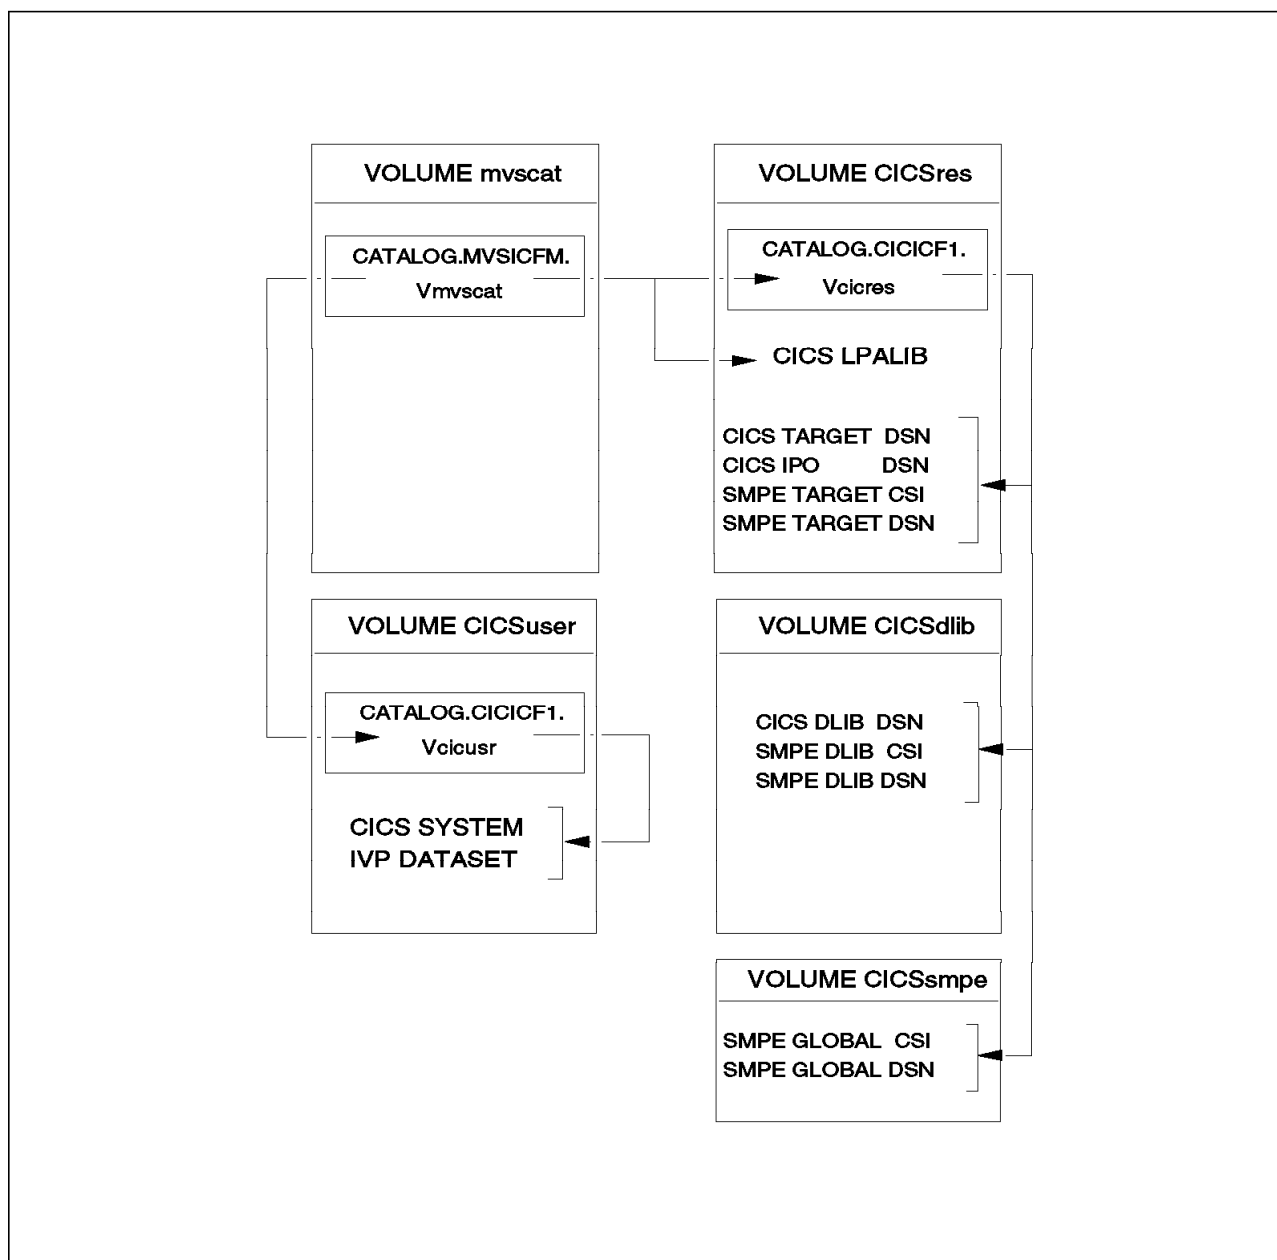 VOLUME mvscat
CATALOG.MVSICFM.
Vmvscat
VOLUME CICSres
CATALOG.CICICF1.
Vcicres
CICS LPALIB
CICS TARGET DSN
CICS IPO DSN
SMPE TARGET CSI
SMPE TARGET DSN
VOLUME CICSuser
CATALOG.CICICF1.
Vcicusr
CICS SYSTEM
IVP DATASET
VOLUME CICSdlib
CICS DLIB DSN
SMPE DLIB CSI
SMPE DLIB DSN
VOLUME CICSsmpe
SMPE GLOBAL CSI
SMPE GLOBAL DSN